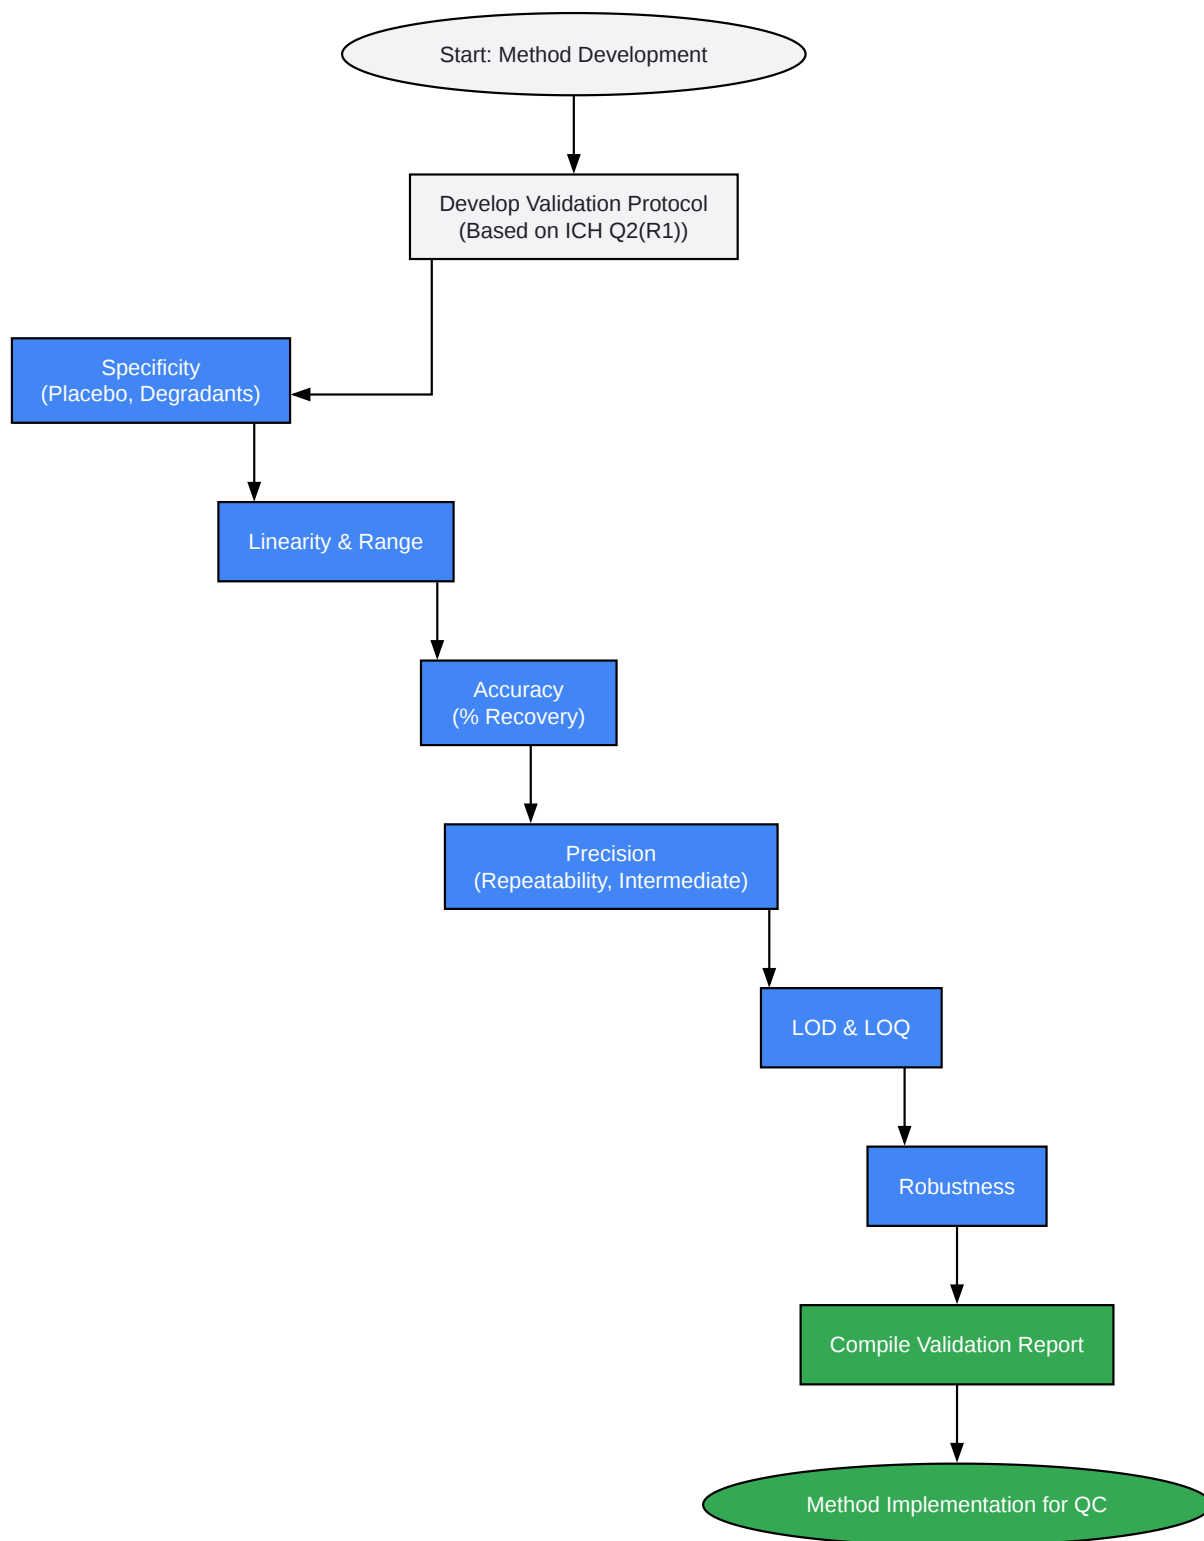 Start: Method Development
Develop Validation Protocol
(Based on ICH Q2(R1))
Specificity
(Placebo, Degradants)
Linearity & Range
Accuracy
(% Recovery)
Precision
(Repeatability, Intermediate)
LOD & LOQ
Robustness
Compile Validation Report
Method Implementation for QC